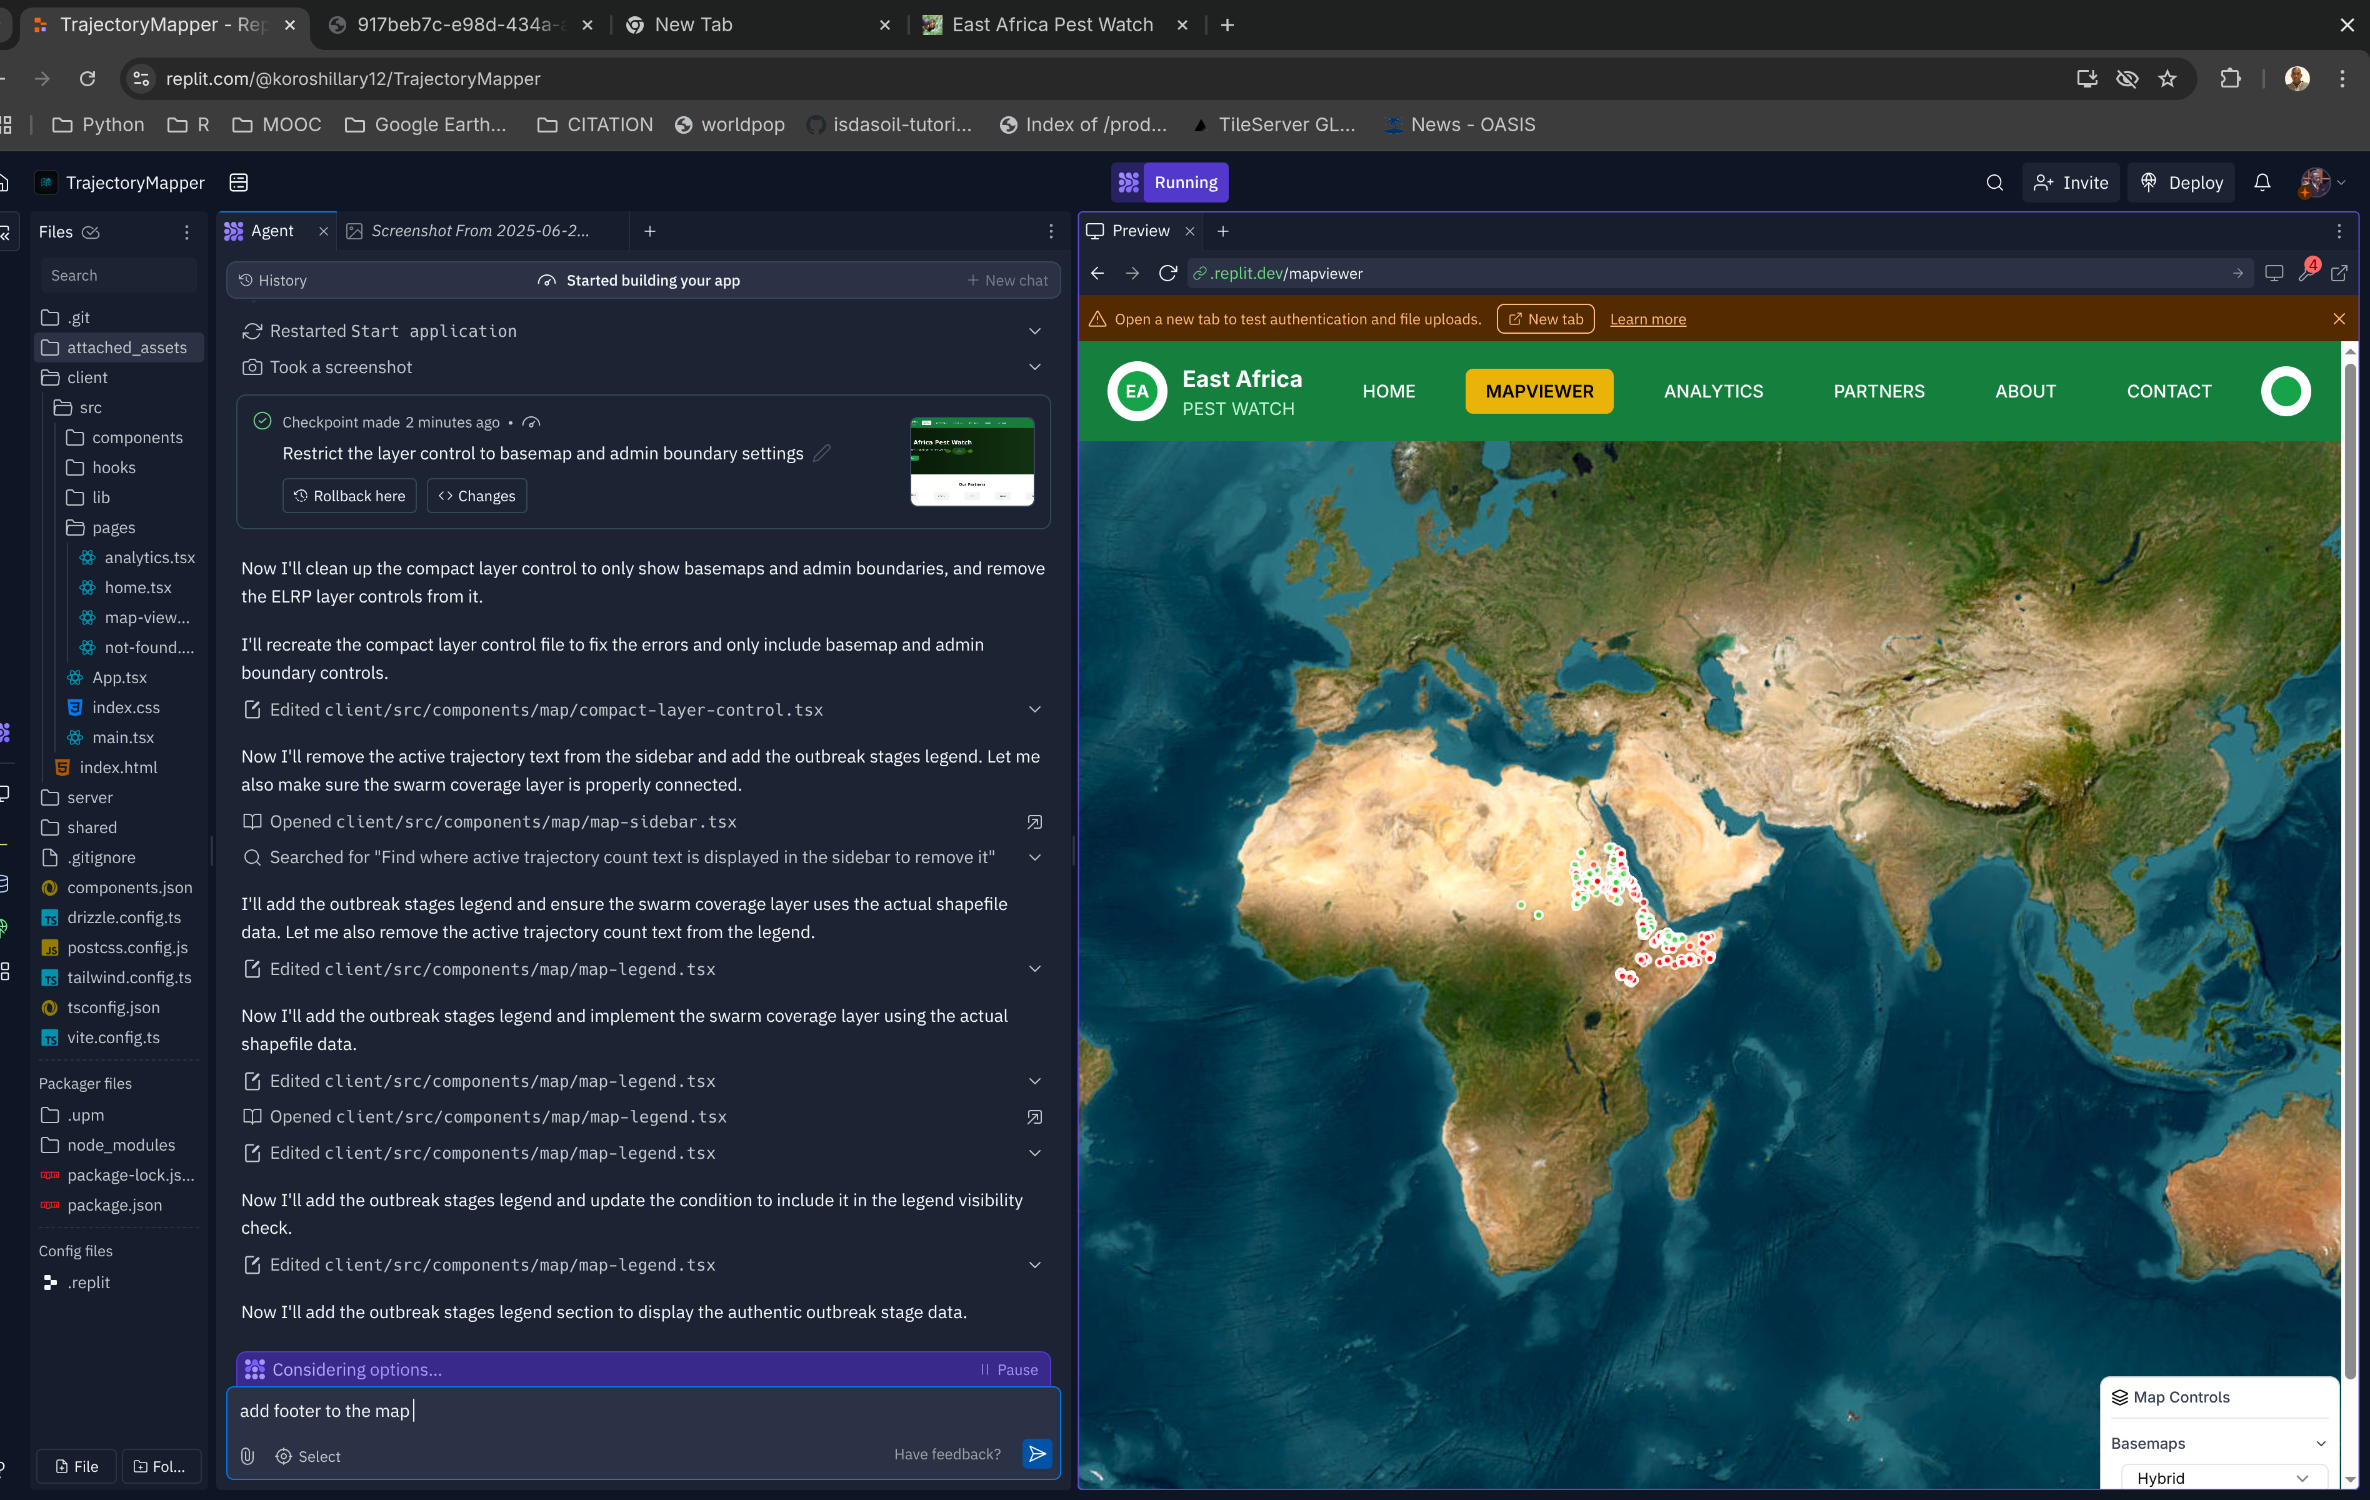 TrajectoryMapper - Rep
917beb7c-e98d-434a-a
New Tab
East Africa Pest Watch
replit.com/@koroshillary12/TrajectoryMapper
Python
R
MOOC
Google Earth...
CITATION
worldpop
isdasoil-tutori...
Index of /prod...
TileServer GL...
News - OASIS
TrajectoryMapper
Running
Invite
Deploy
Files
Search
.git
attached_assets
client
src
components
hooks
lib
pages
analytics.tsx
home.tsx
map-view...
not-found....
App.tsx
index.css
main.tsx
index.html
server
shared
.gitignore
components.json
drizzle.config.ts
postcss.config.js
tailwind.config.ts
tsconfig.json
vite.config.ts
Packager files
.upm
node_modules
package-lock.js...
package.json
Config files
.replit
File
Fol...
Agent
Screenshot From 2025-06-2...
History
Started building your app
New chat
Restarted Start application
Took a screenshot
Checkpoint made 2 minutes ago •
Restrict the layer control to basemap and admin boundary settings
Rollback here
Changes
Africa Pest Watch
Our Partners
Now I'll clean up the compact layer control to only show basemaps and admin boundaries, and remove
the ELRP layer controls from it.
I'll recreate the compact layer control file to fix the errors and only include basemap and admin
boundary controls.
Edited client/src/components/map/compact-layer-control.tsx
Now I'll remove the active trajectory text from the sidebar and add the outbreak stages legend. Let me
also make sure the swarm coverage layer is properly connected.
Opened client/src/components/map/map-sidebar.tsx
Searched for "Find where active trajectory count text is displayed in the sidebar to remove it"
I'll add the outbreak stages legend and ensure the swarm coverage layer uses the actual shapefile
data. Let me also remove the active trajectory count text from the legend.
Edited client/src/components/map/map-legend.tsx
Now I'll add the outbreak stages legend and implement the swarm coverage layer using the actual
shapefile data.
Edited client/src/components/map/map-legend.tsx
Opened client/src/components/map/map-legend.tsx
Edited client/src/components/map/map-legend.tsx
Now I'll add the outbreak stages legend and update the condition to include it in the legend visibility
check.
Edited client/src/components/map/map-legend.tsx
Now I'll add the outbreak stages legend section to display the authentic outbreak stage data.
Considering options...
Pause
add footer to the map
Select
Have feedback?
Preview
.replit.dev/mapviewer
4
Open a new tab to test authentication and file uploads.
New tab
Learn more
EA
East Africa
PEST WATCH
HOME
MAPVIEWER
ANALYTICS
PARTNERS
ABOUT
CONTACT
Map Controls
Basemaps
Hybrid